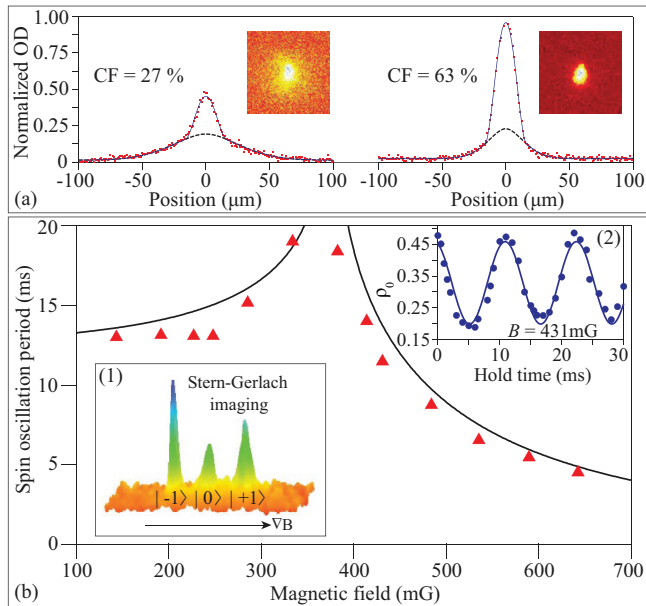 1.00
0.75
0.50
0.25
0
Normalized OD
CF = 27 %
CF = 63 %
-100 -50 0 50 100
-100 -50 0 50 100
Position (μm)
Position (μm)
(a)
20
15
10
5
0
Spin oscillation period (ms)
(2)
0.45
0.35
0.25
0.15
ρ0
B = 431mG
0 10 20 30
Hold time (ms)
(1)
Stern-Gerlach
imaging
| -1⟩ | 0⟩ | +1⟩
∇B
100 200 300 400 500 600 700
Magnetic field (mG)
(b)